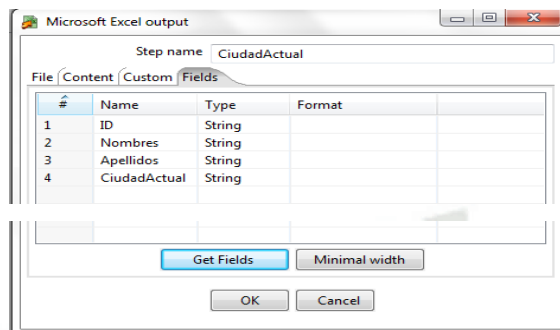 Microsoft Excel output
Step name CiudadActual
File Content Custom Fields
# Name Type Format
1 ID String
2 Nombres String
3 Apellidos String
4 CiudadActual String
Get Fields Minimal width
OK Cancel